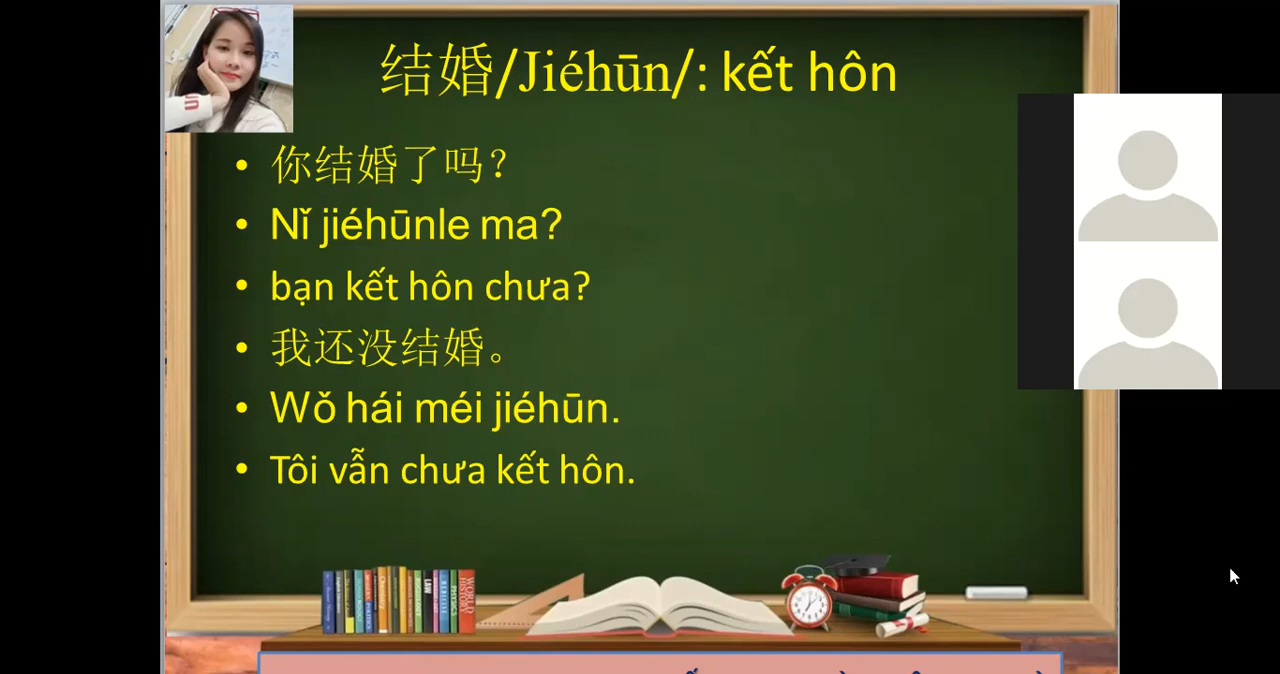 结婚/Jiéhūn/: kết hôn
你结婚了吗？
Nǐ jiéhūnle ma?
bạn kết hôn chưa?
我还没结婚。
Wǒ hái méi jiéhūn.
Tôi vẫn chưa kết hôn.